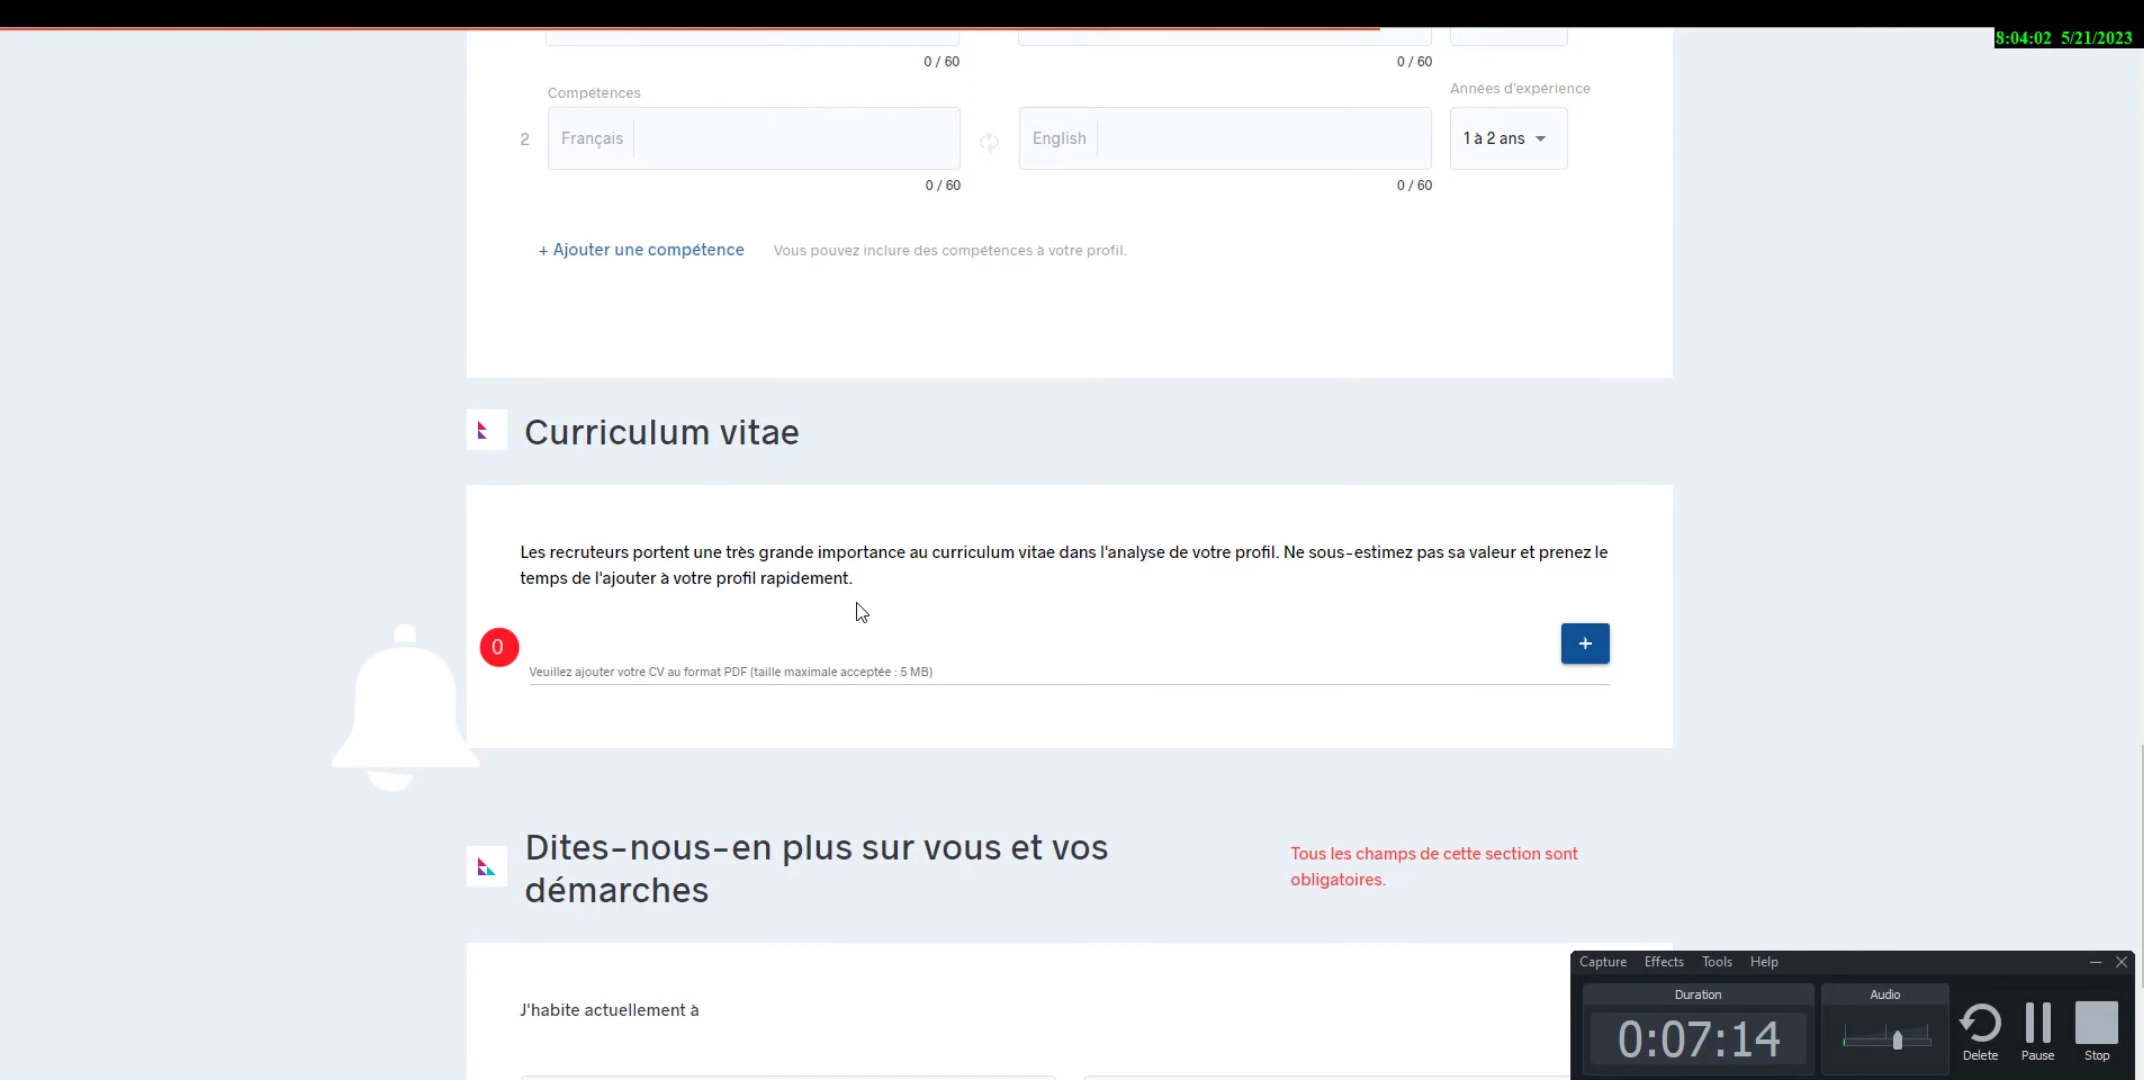 8:04:02 5/21/2023
0 / 60
0 / 60
Compétences
Années d'expérience
2
Français
English
1 à 2 ans
0 / 60
0 / 60
+ Ajouter une compétence
Vous pouvez inclure des compétences à votre profil.
Curriculum vitae
Les recruteurs portent une très grande importance au curriculum vitae dans l'analyse de votre profil. Ne sous-estimez pas sa valeur et prenez le
temps de l'ajouter à votre profil rapidement.
0
+
Veuillez ajouter votre CV au format PDF (taille maximale acceptée : 5 MB)
Dites-nous-en plus sur vous et vos
démarches
Tous les champs de cette section sont
obligatoires.
J'habite actuellement à
Capture Effects Tools Help
Duration
Audio
0:07:14
Delete
Pause
Stop